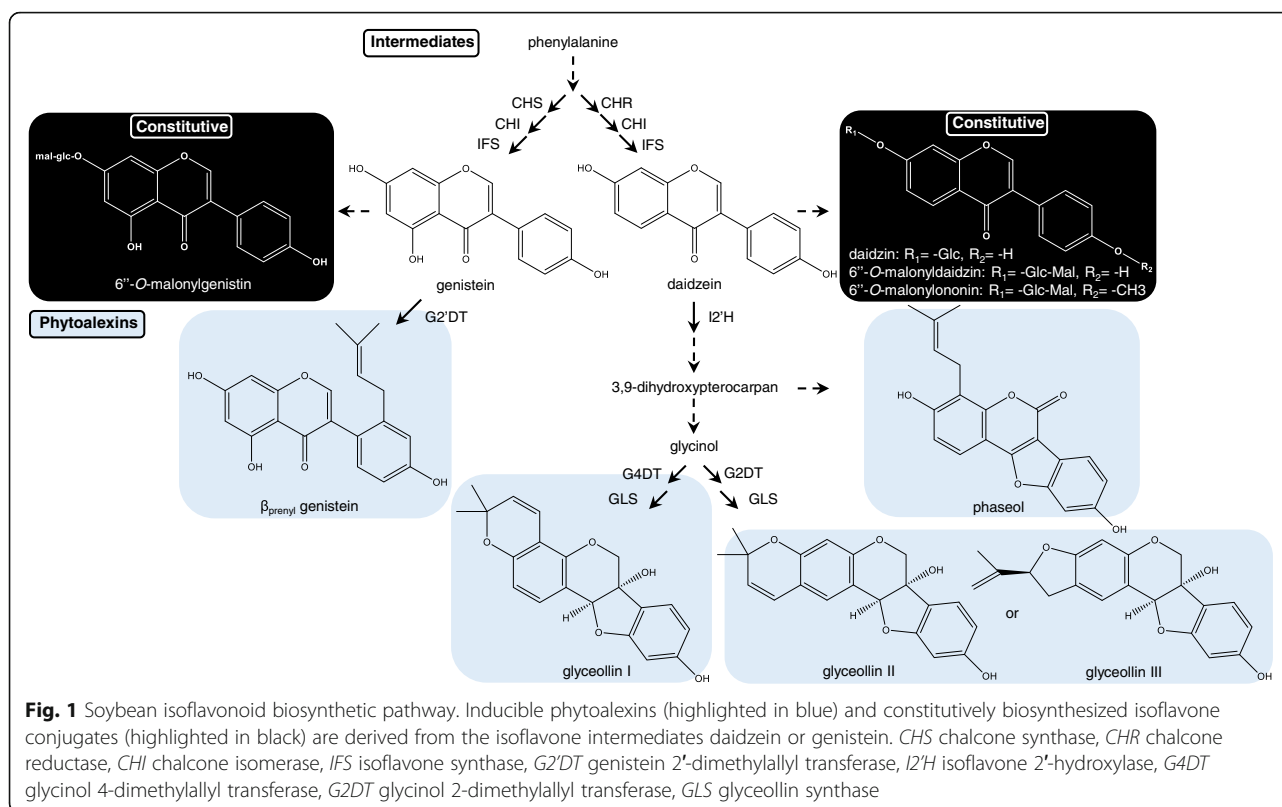 Intermediates
phenylalanine
CHS
CHR
CHI
CHI
IFS
IFS
Constitutive
mal-glc-O
O
OH
O
OH
6''-O-malonylgenistin
HO
O
OH
O
OH
genistein
HO
O
O
OH
daidzein
Constitutive
R1
O
O
O
O
R2
daidzin: R1= -Glc, R2= -H
6''-O-malonyldaidzin: R1= -Glc-Mal, R2= -H
6''-O-malonylononin: R1= -Glc-Mal, R2= -CH3
Phytoalexins
G2'DT
I2'H
HO
O
OH
O
OH
βprenyl genistein
3,9-dihydroxypterocarpan
glycinol
G4DT
G2DT
GLS
GLS
HO
O
O
O
OH
phaseol
O
O
OH
H
O
OH
glyceollin I
O
O
OH
H
O
OH
glyceollin II
or
O
O
OH
H
O
OH
glyceollin III
Fig. 1 Soybean isoflavonoid biosynthetic pathway. Inducible phytoalexins (highlighted in blue) and constitutively biosynthesized isoflavone
conjugates (highlighted in black) are derived from the isoflavone intermediates daidzein or genistein. CHS chalcone synthase, CHR chalcone
reductase, CHI chalcone isomerase, IFS isoflavone synthase, G2'DT genistein 2'-dimethylallyl transferase, I2'H isoflavone 2'-hydroxylase, G4DT
glycinol 4-dimethylallyl transferase, G2DT glycinol 2-dimethylallyl transferase, GLS glyceollin synthase